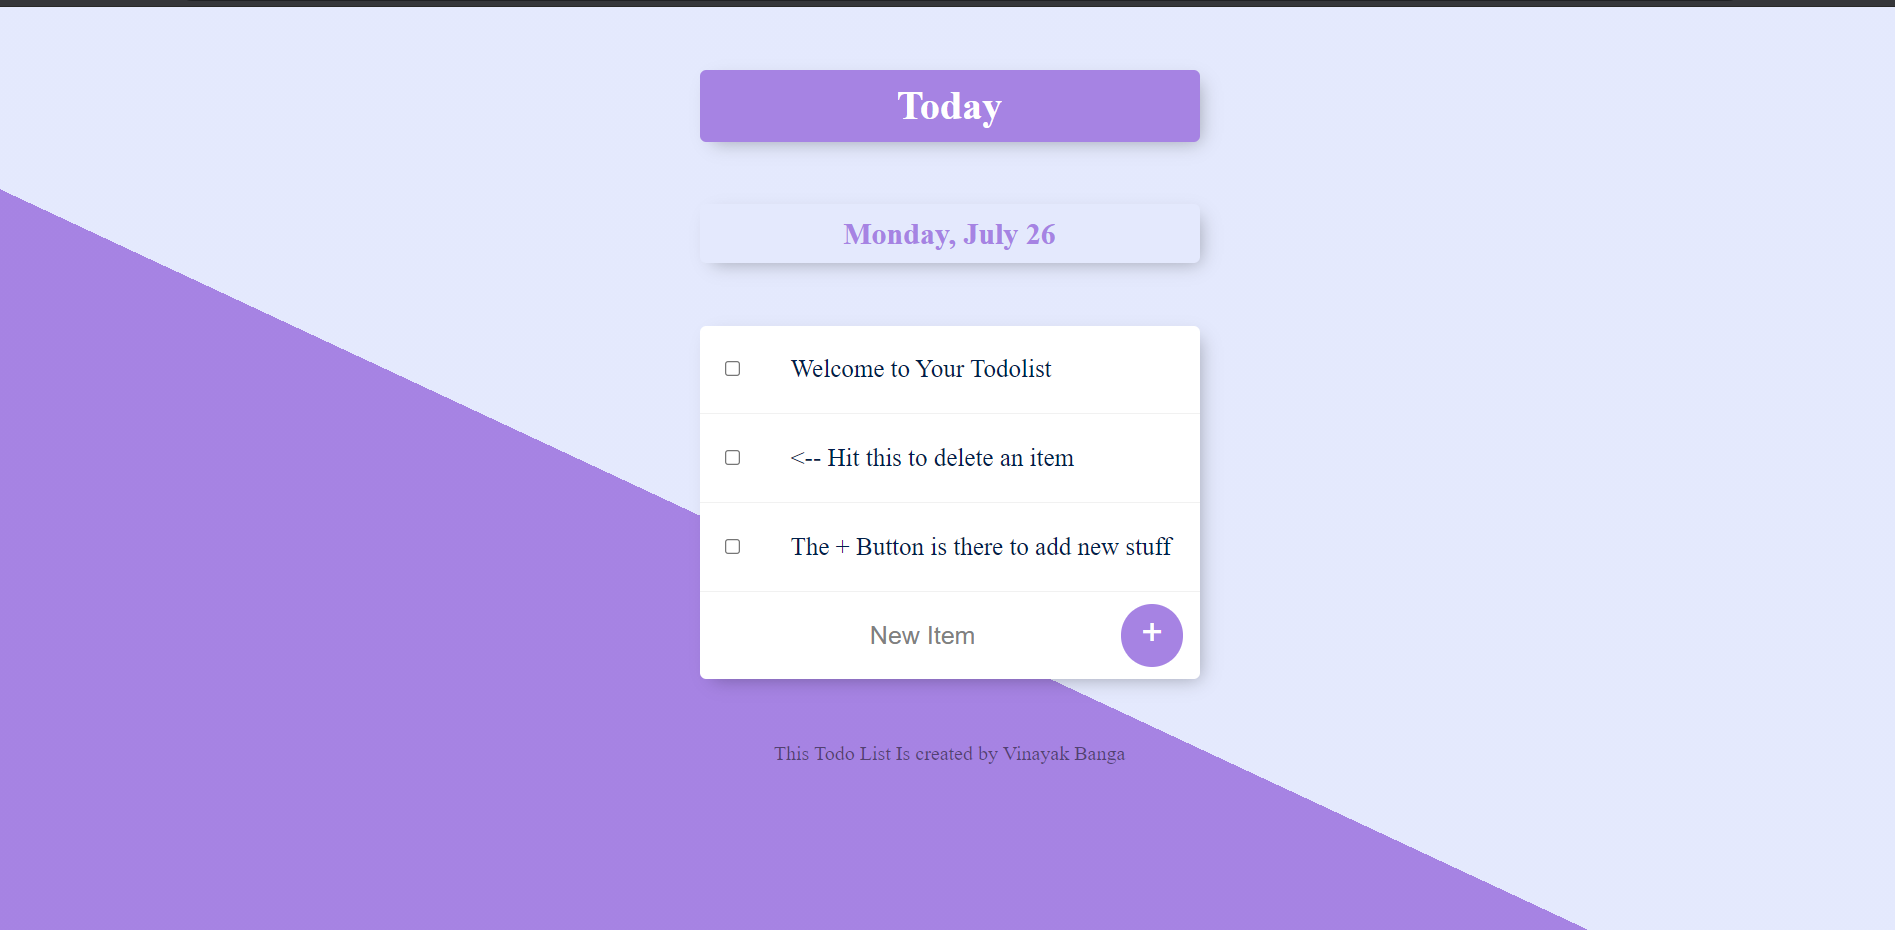 Today
Monday, July 26
Welcome to Your Todolist
<-- Hit this to delete an item
The + Button is there to add new stuff
New Item
+
This Todo List Is created by Vinayak Banga